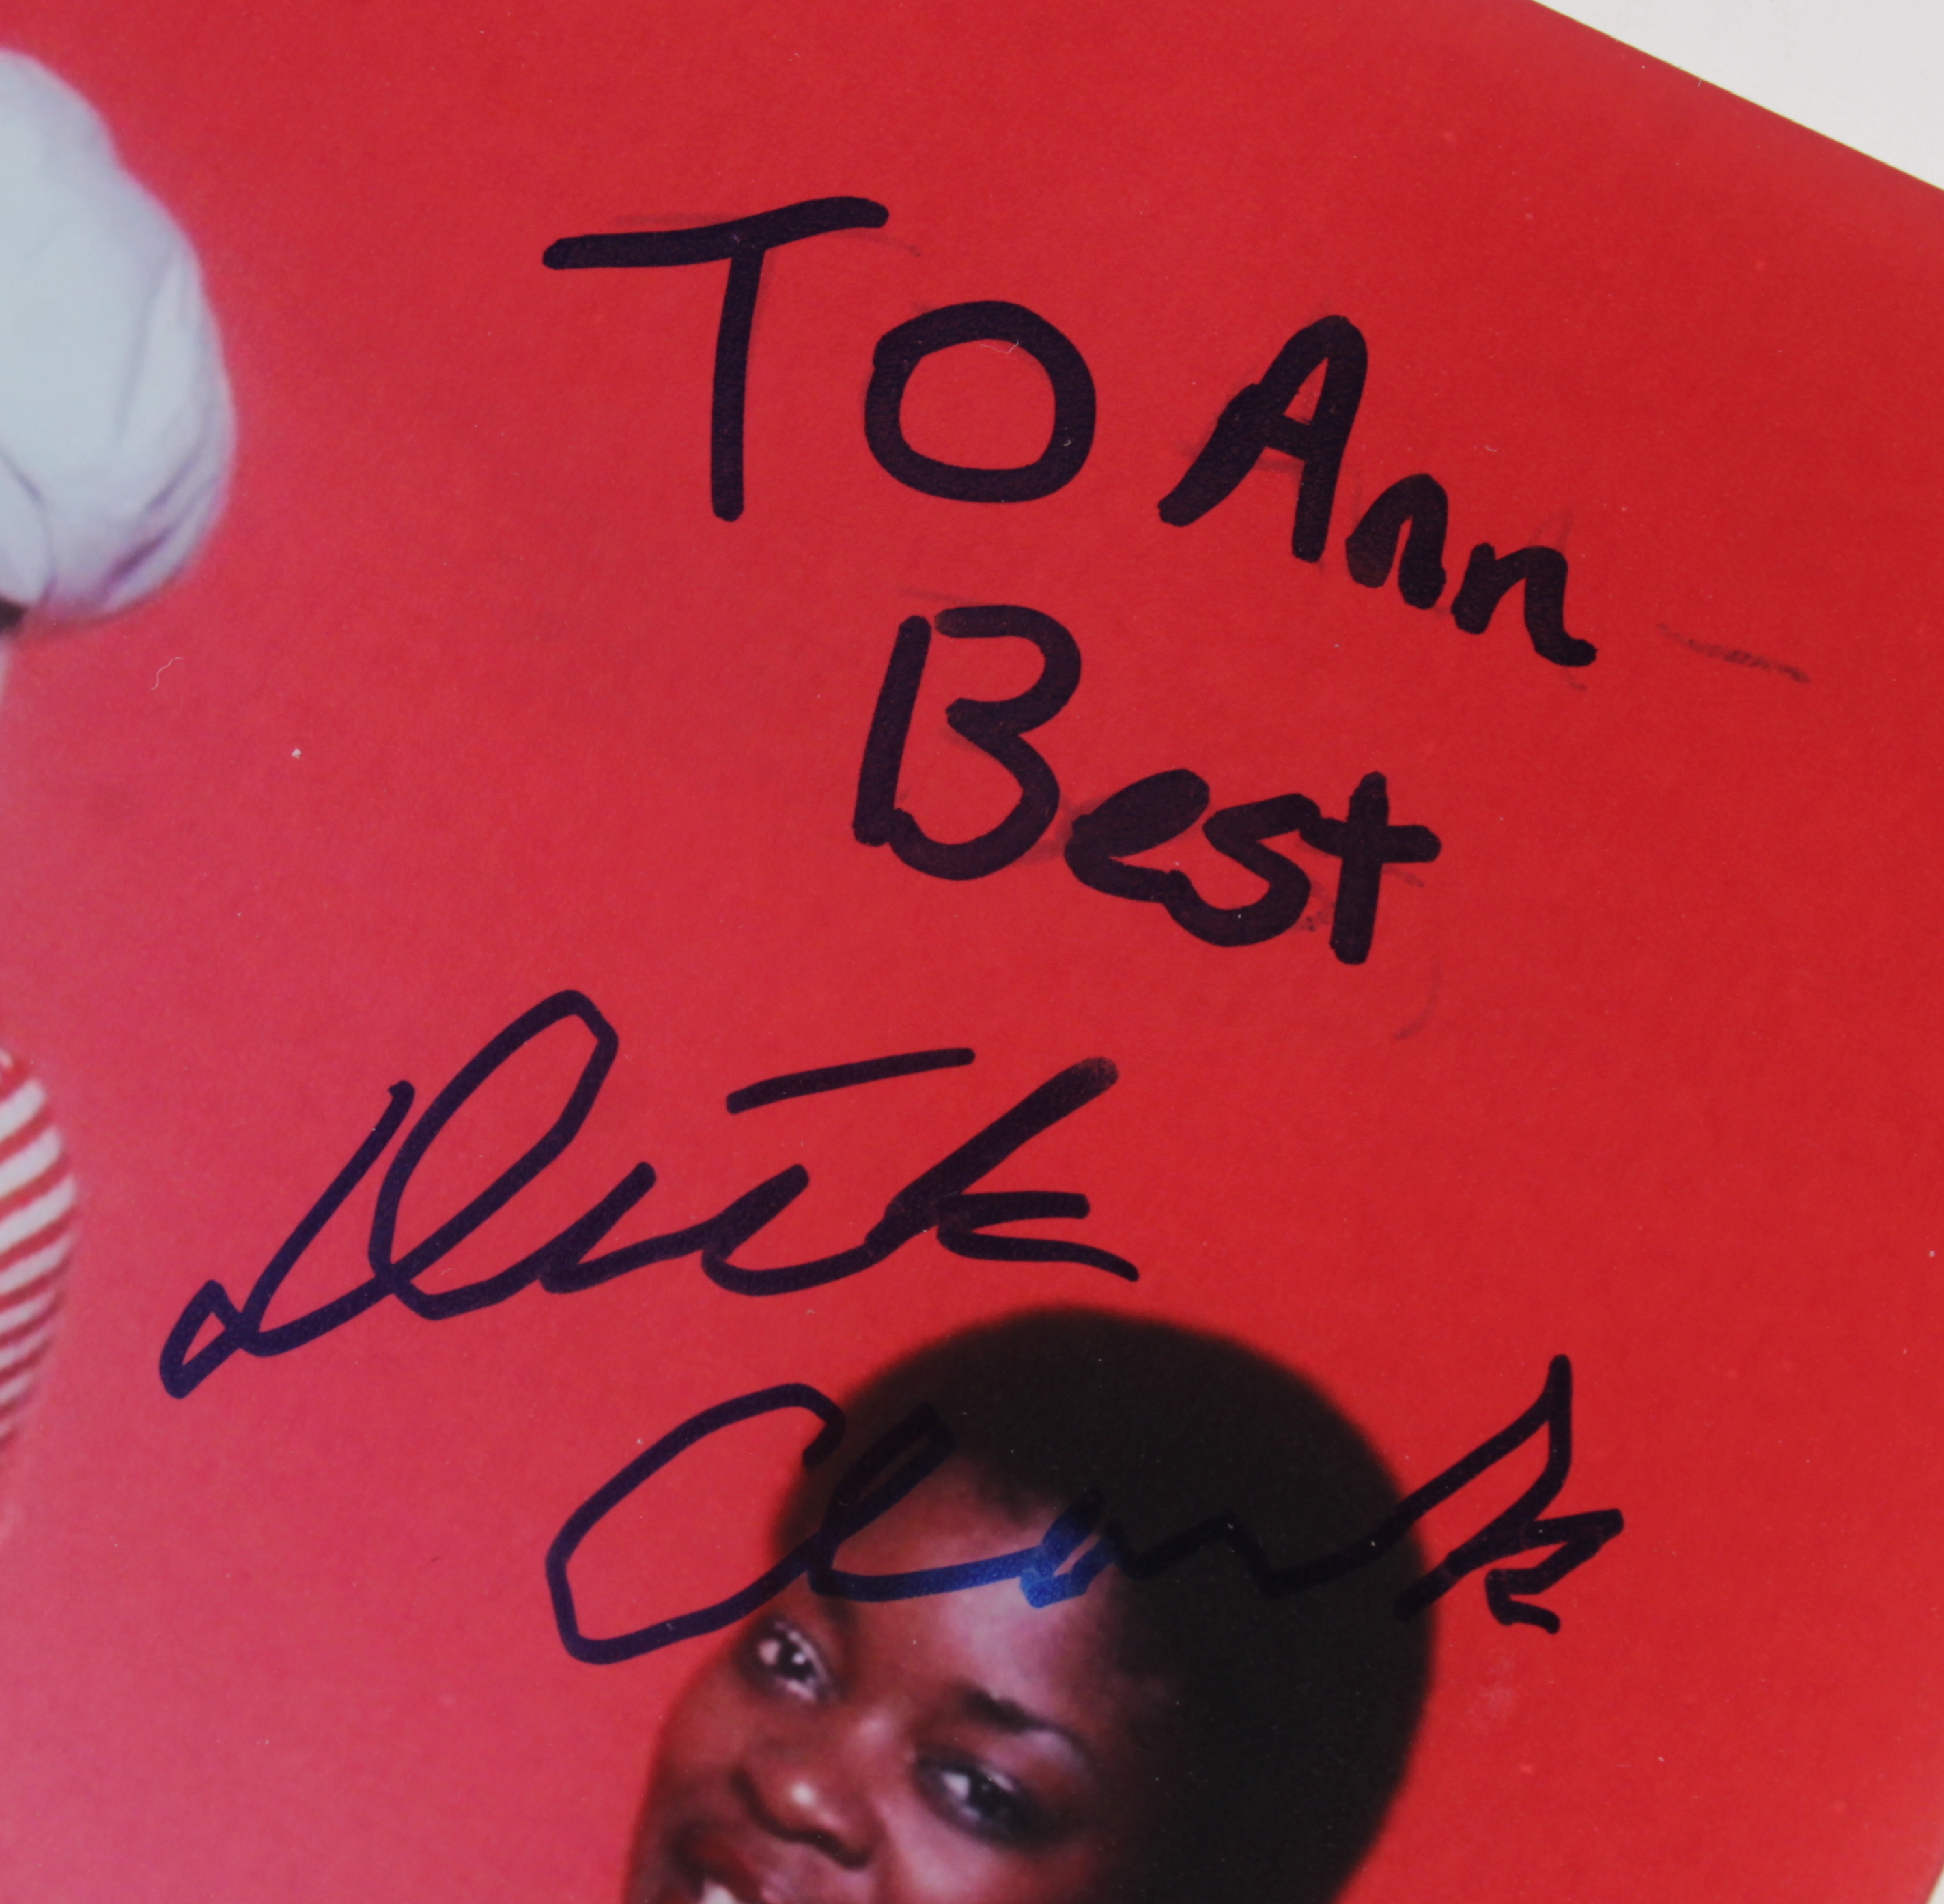 To Ann
Best
Dick
Clark